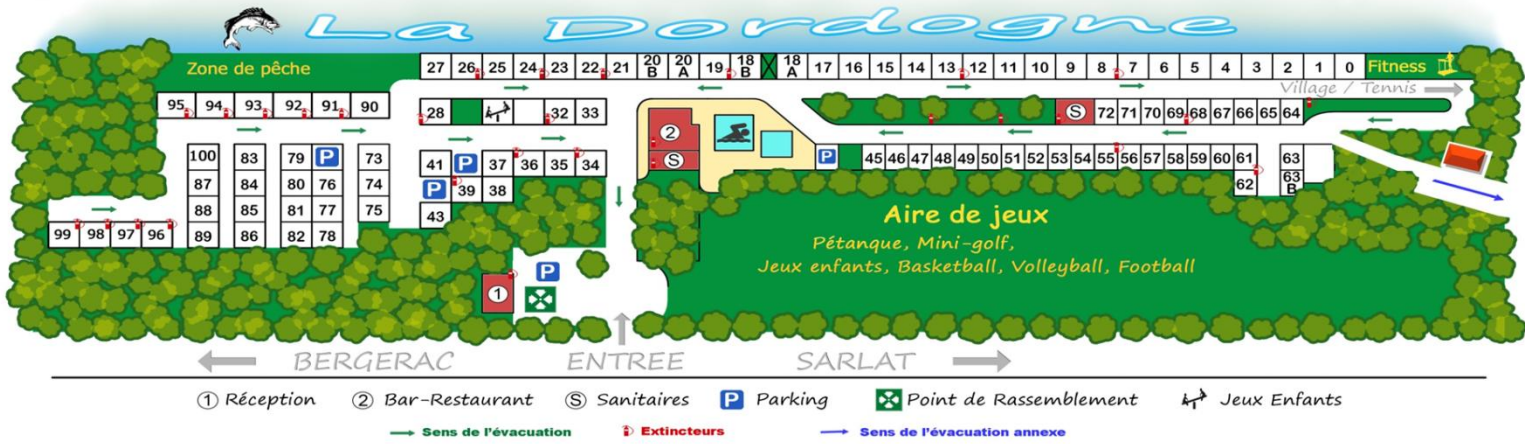 La Dordogne
Zone de pêche
27 26 25 24 23 22 21 20 B 20 A 19 18 B 18 A 17 16 15 14 13 12 11 10 9 8 7 6 5 4 3 2 1 0 Fitness
Village / Tennis
95 94 93 92 91 90 28 32 33 S 72 71 70 69 68 67 66 65 64
2
100 83 79 P 73 41 P 37 36 35 34 S P 45 46 47 48 49 50 51 52 53 54 55 56 57 58 59 60 61 63
87 84 80 76 74 P 39 38 62 63 B
88 85 81 77 75 43
99 98 97 96 89 86 82 78
Aire de jeux
Pétanque, Mini-golf,
Jeux enfants, Basketball, Volleyball, Football
P
1
BERGERAC ENTREE SARLAT
1 Réception 2 Bar-Restaurant S Sanitaires P Parking Point de Rassemblement Jeux Enfants
Sens de l'évacuation Extincteurs Sens de l'évacuation annexe